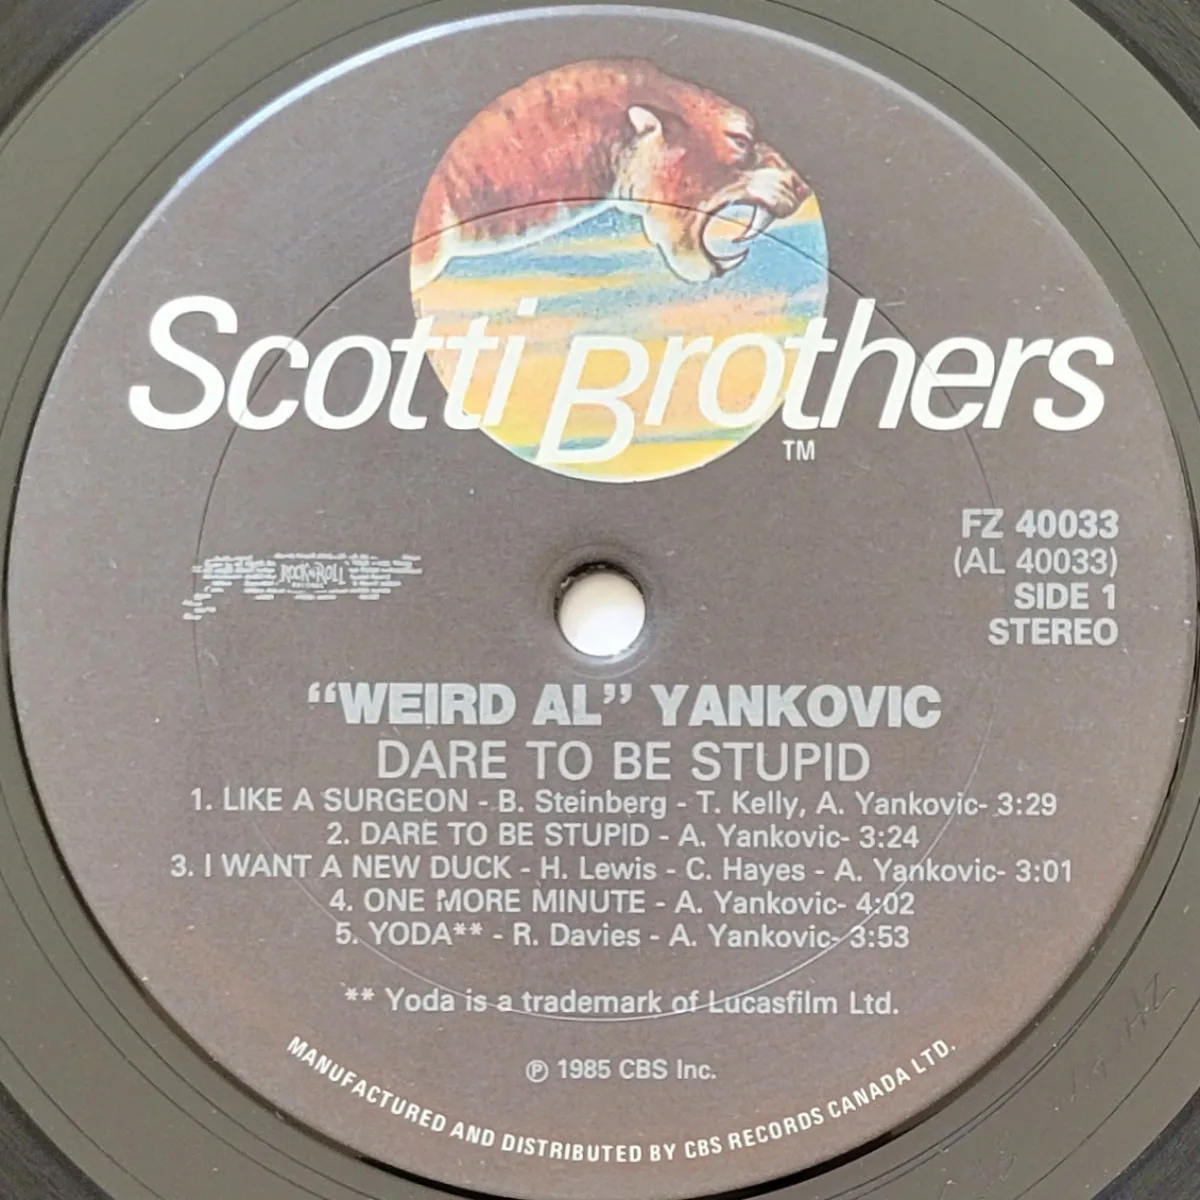 Scotti Brothers
TM
FZ 40033
(AL 40033)
SIDE 1
STEREO
ROCK 'N' ROLL
RECORDS
“WEIRD AL” YANKOVIC
DARE TO BE STUPID
1. LIKE A SURGEON - B. Steinberg - T. Kelly, A. Yankovic- 3:29
2. DARE TO BE STUPID - A. Yankovic- 3:24
3. I WANT A NEW DUCK - H. Lewis - C. Hayes - A. Yankovic- 3:01
4. ONE MORE MINUTE - A. Yankovic- 4:02
5. YODA** - R. Davies - A. Yankovic- 3:53
** Yoda is a trademark of Lucasfilm Ltd.
℗ 1985 CBS Inc.
MANUFACTURED AND DISTRIBUTED BY CBS RECORDS CANADA LTD.